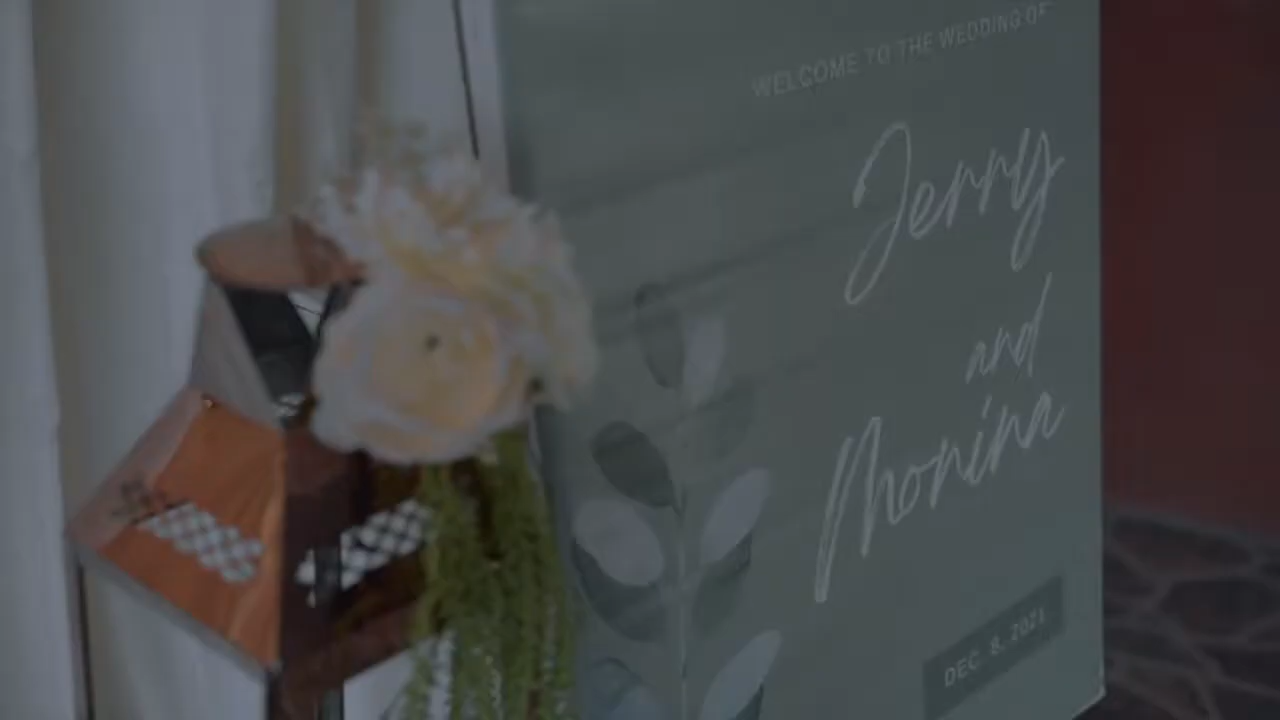 WELCOME TO THE WEDDING OF
Jerry
and
Monina
DEC. 8, 2021